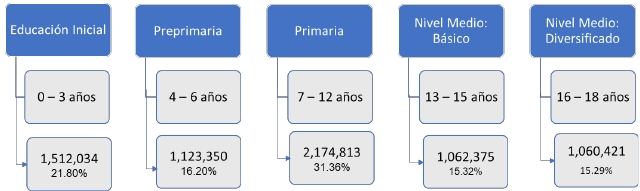 Educación Inicial
0 – 3 años
1,512,034
21.80%
Preprimaria
4 – 6 años
1,123,350
16.20%
Primaria
7 – 12 años
2,174,813
31.36%
Nivel Medio:
Básico
13 – 15 años
1,062,375
15.32%
Nivel Medio:
Diversificado
16 – 18 años
1,060,421
15.29%